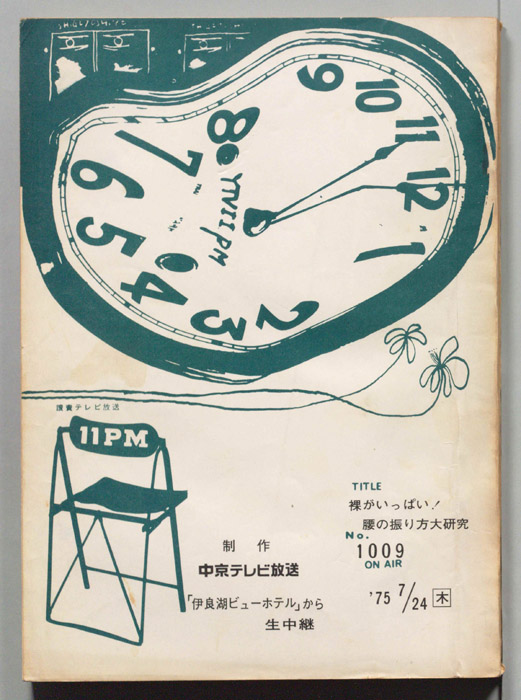 9
10
11
12
1
2
3
4
5
6
7
8
YTV11PM
讀賣テレビ放送
11PM
TITLE
裸がいっぱい!
腰の振り方大研究
No.
1009
ON AIR
'75 7/24 木
制 作
中京テレビ放送
「伊良湖ビューホテル」から
生中継